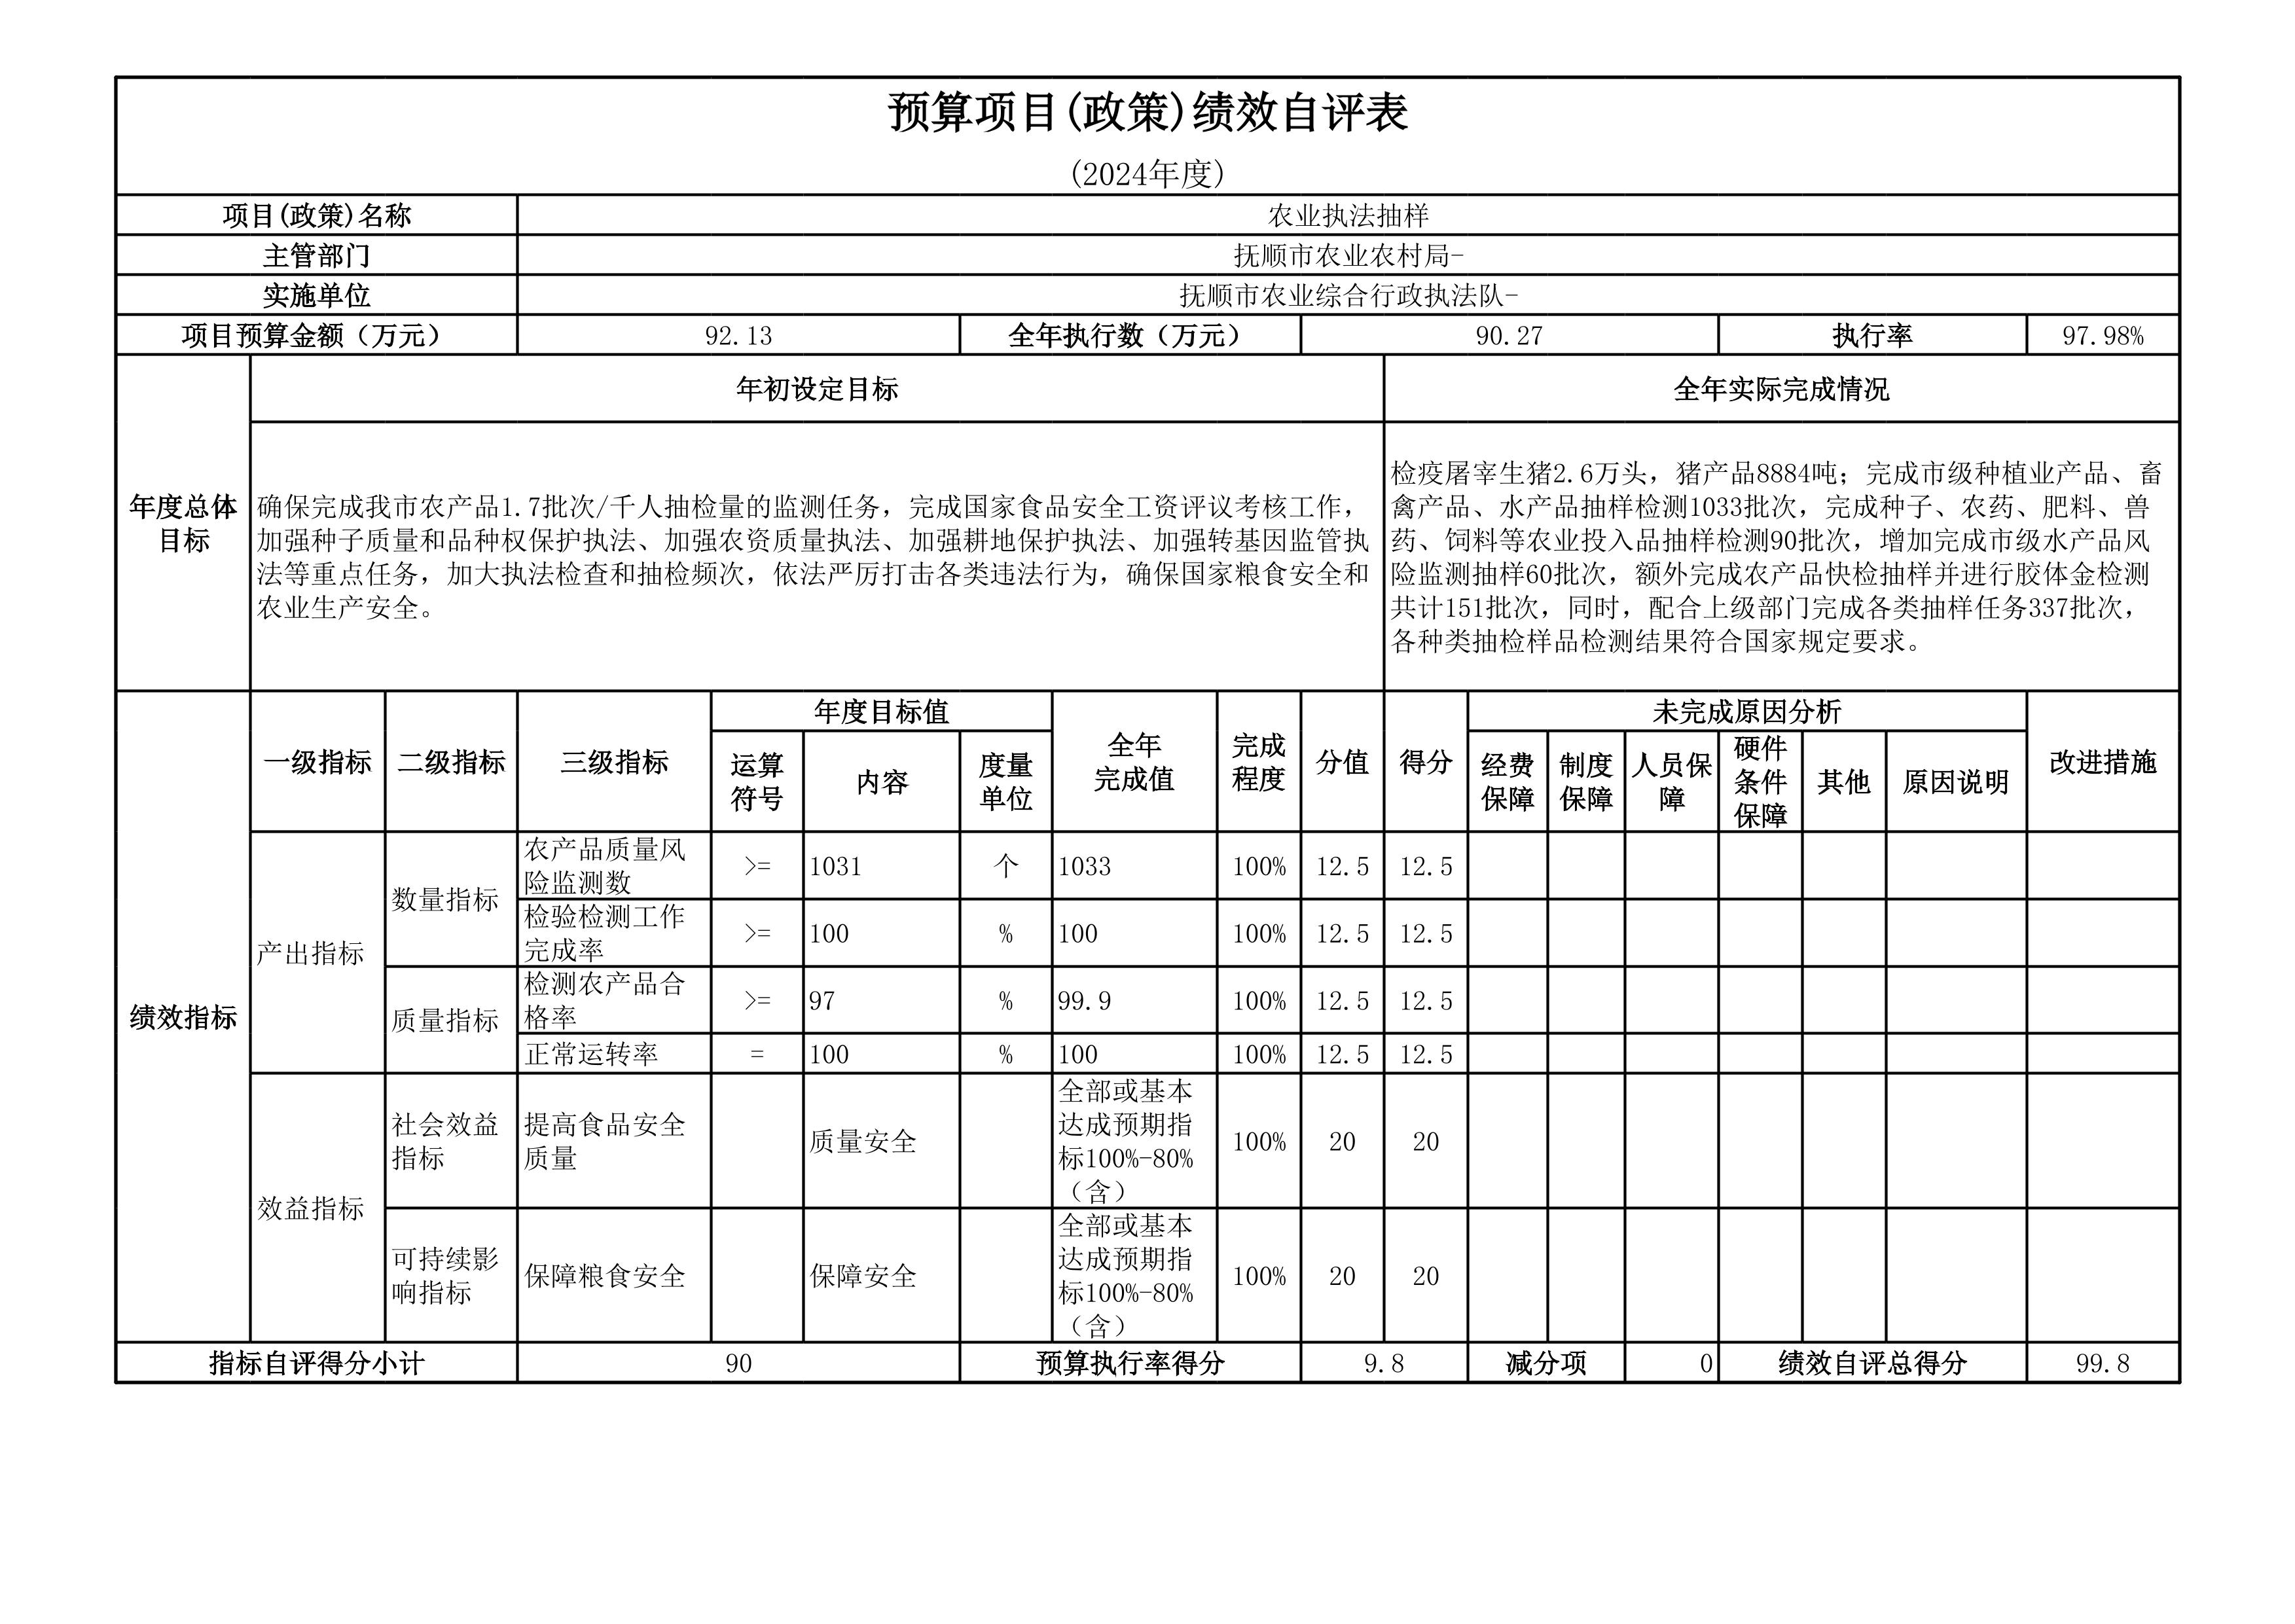 预算项目(政策)绩效自评表
(2024年度)
项目(政策)名称 农业执法抽样
主管部门 抚顺市农业农村局-
实施单位 抚顺市农业综合行政执法队-
项目预算金额（万元） 92.13 全年执行数（万元） 90.27 执行率 97.98%
年度总体
目标
年初设定目标 全年实际完成情况
确保完成我市农产品1.7批次/千人抽检量的监测任务，完成国家食品安全工资评议考核工作，
加强种子质量和品种权保护执法、加强农资质量执法、加强耕地保护执法、加强转基因监管执
法等重点任务，加大执法检查和抽检频次，依法严厉打击各类违法行为，确保国家粮食安全和
农业生产安全。
检疫屠宰生猪2.6万头，猪产品8884吨；完成市级种植业产品、畜
禽产品、水产品抽样检测1033批次，完成种子、农药、肥料、兽
药、饲料等农业投入品抽样检测90批次，增加完成市级水产品风
险监测抽样60批次，额外完成农产品快检抽样并进行胶体金检测
共计151批次，同时，配合上级部门完成各类抽样任务337批次，
各种类抽检样品检测结果符合国家规定要求。
绩效指标
一级指标 二级指标 三级指标
年度目标值
运算
符号
内容
度量
单位
全年
完成值
完成
程度
分值 得分
未完成原因分析
经费
保障
制度
保障
人员保
障
硬件
条件
保障
其他 原因说明
改进措施
产出指标
数量指标
农产品质量风
险监测数
>= 1031 个 1033 100% 12.5 12.5
检验检测工作
完成率
>= 100 % 100 100% 12.5 12.5
质量指标
检测农产品合
格率
>= 97 % 99.9 100% 12.5 12.5
正常运转率 = 100 % 100 100% 12.5 12.5
效益指标
社会效益
指标
提高食品安全
质量
质量安全
全部或基本
达成预期指
标100%-80%
（含）
100% 20 20
可持续影
响指标
保障粮食安全 保障安全
全部或基本
达成预期指
标100%-80%
（含）
100% 20 20
指标自评得分小计 90 预算执行率得分 9.8 减分项 0 绩效自评总得分 99.8